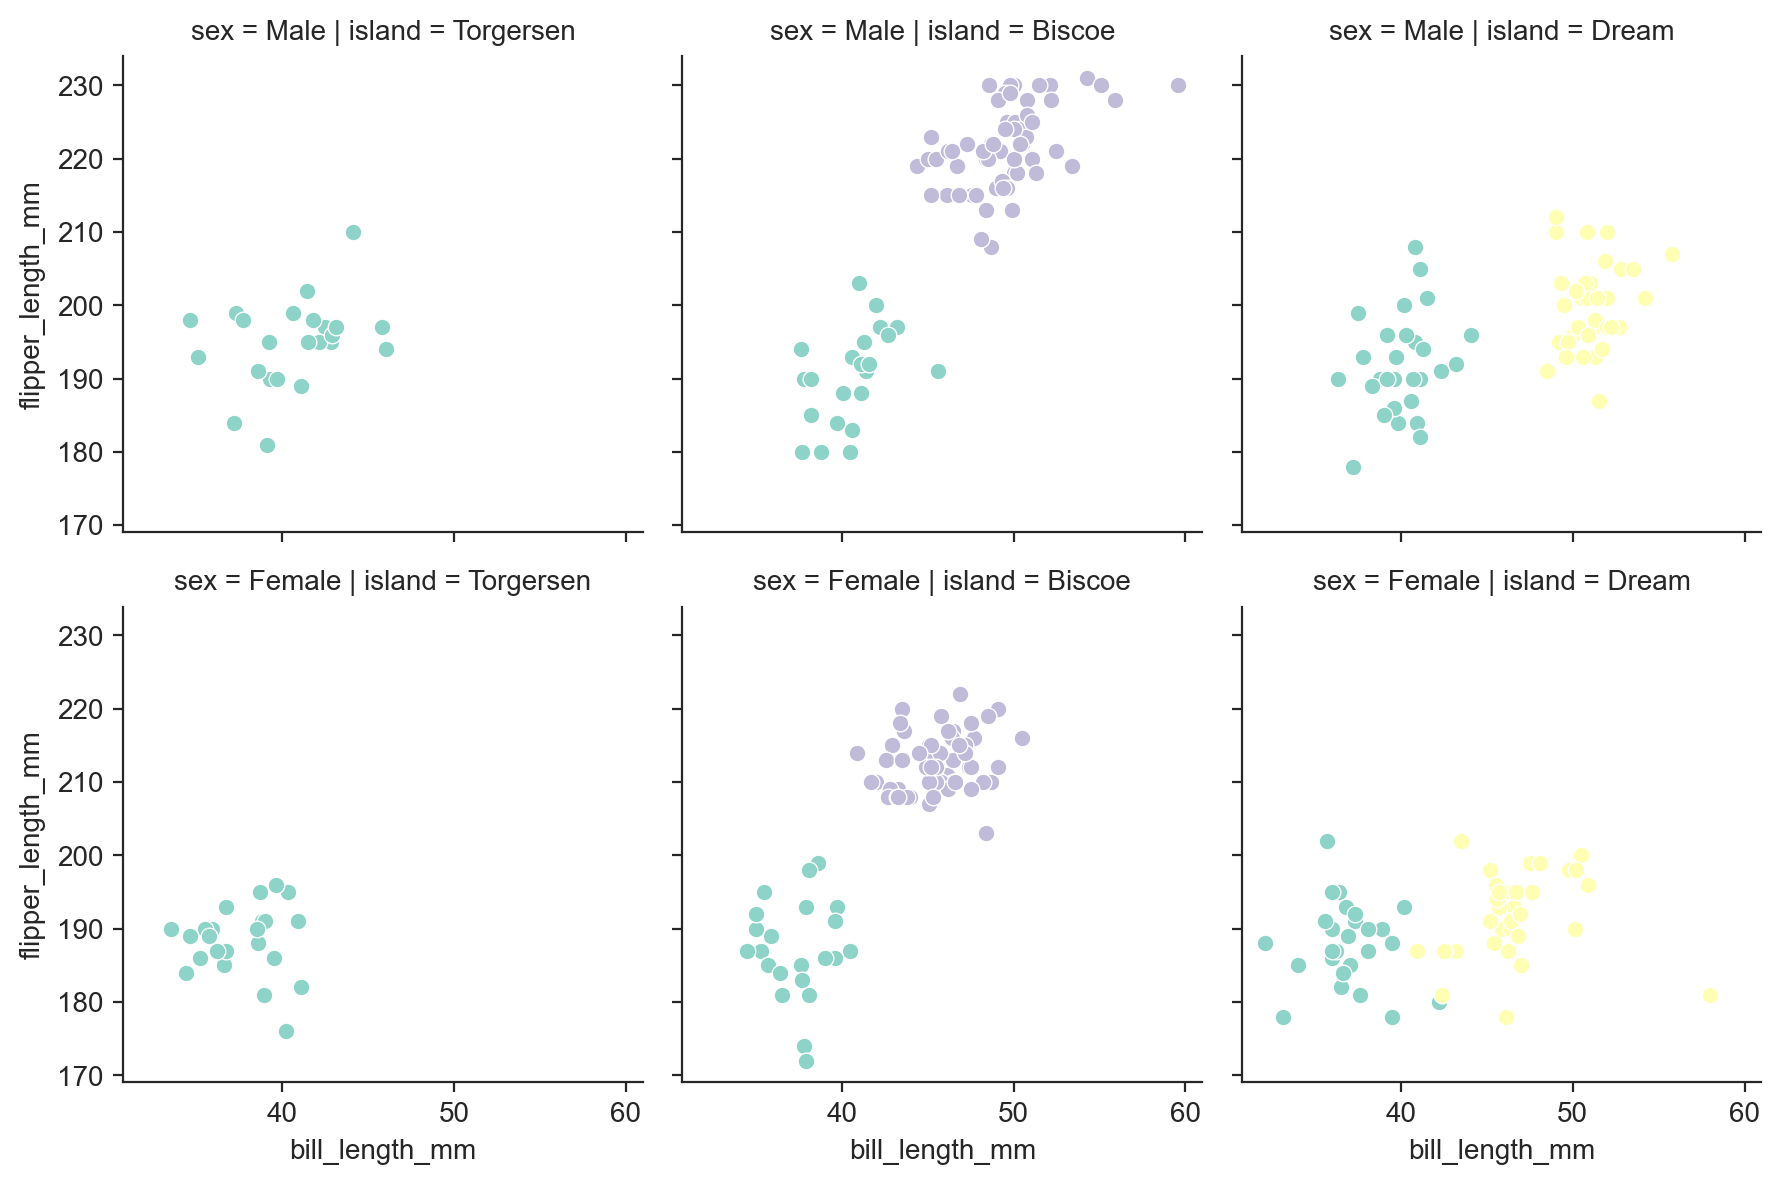 sex = Male | island = Torgersen
sex = Male | island = Biscoe
sex = Male | island = Dream
flipper_length_mm
230
220
210
200
190
180
170
sex = Female | island = Torgersen
sex = Female | island = Biscoe
sex = Female | island = Dream
flipper_length_mm
230
220
210
200
190
180
170
40 50 60
40 50 60
40 50 60
bill_length_mm
bill_length_mm
bill_length_mm